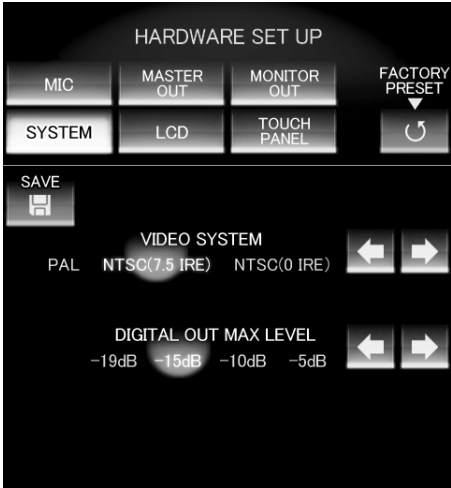 HARDWARE SET UP
MIC
MASTER
OUT
MONITOR
OUT
FACTORY
PRESET
SYSTEM
LCD
TOUCH
PANEL
SAVE
VIDEO SYSTEM
PAL NTSC(7.5 IRE) NTSC(0 IRE)
DIGITAL OUT MAX LEVEL
-19dB -15dB -10dB -5dB